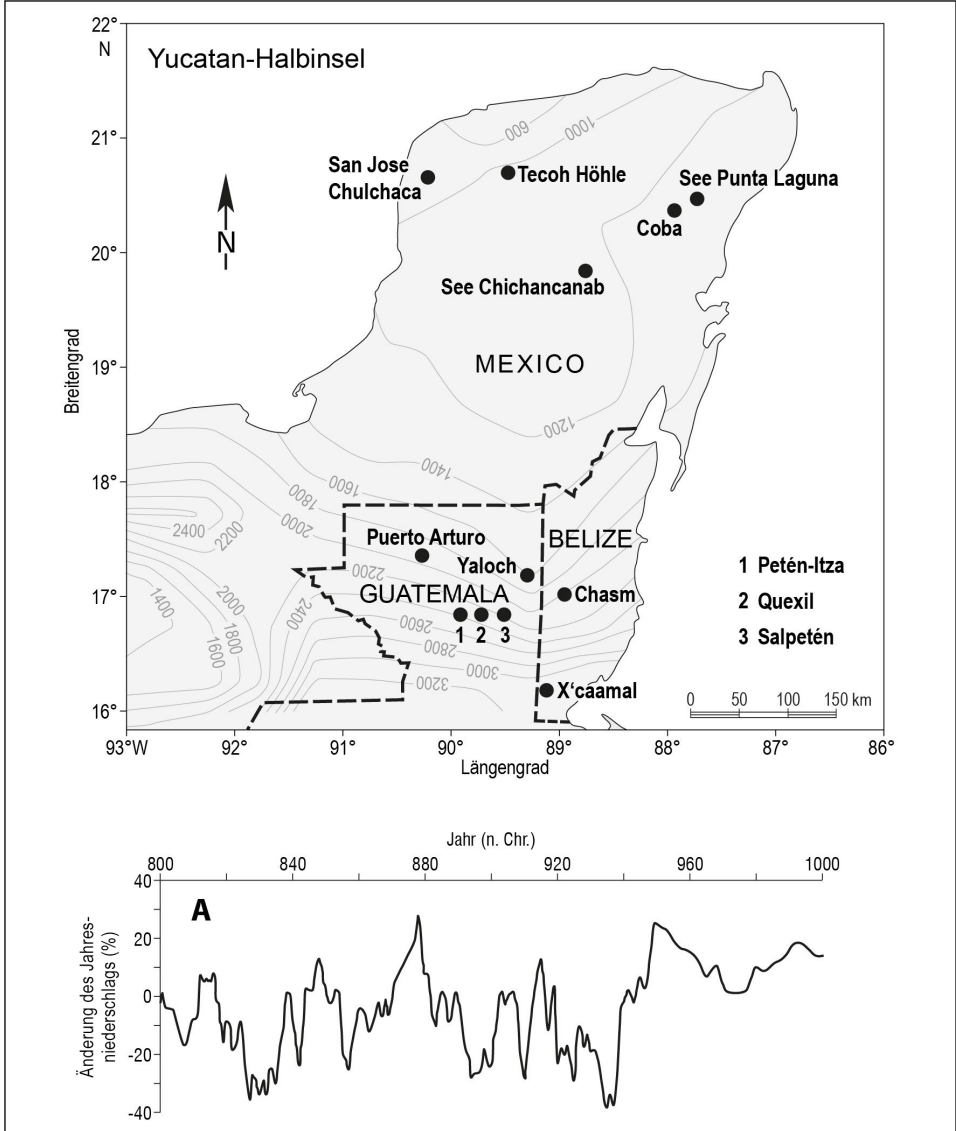 22°
N
Yucatan-Halbinsel
21°
20°
19°
18°
17°
16°
Breitengrad
N
600
1000
San Jose
Chulchaca
Tecoh Höhle
See Punta Laguna
Coba
See Chichancanab
MEXICO
1200
1400
1600
1800
2000
2200
2400
2200
2000
1800
1600
1400
2400
2600
2800
3000
3200
Puerto Arturo
Yaloch
BELIZE
GUATEMALA
Chasm
1 2 3
X'caamal
1 Petén-Itza
2 Quexil
3 Salpetén
0 50 100 150 km
93°W 92° 91° 90° 89° 88° 87° 86°
Längengrad
Jahr (n. Chr.)
800 840 880 920 960 1000
A
Änderung des Jahres-
niederschlags (%)
40
20
0
-20
-40